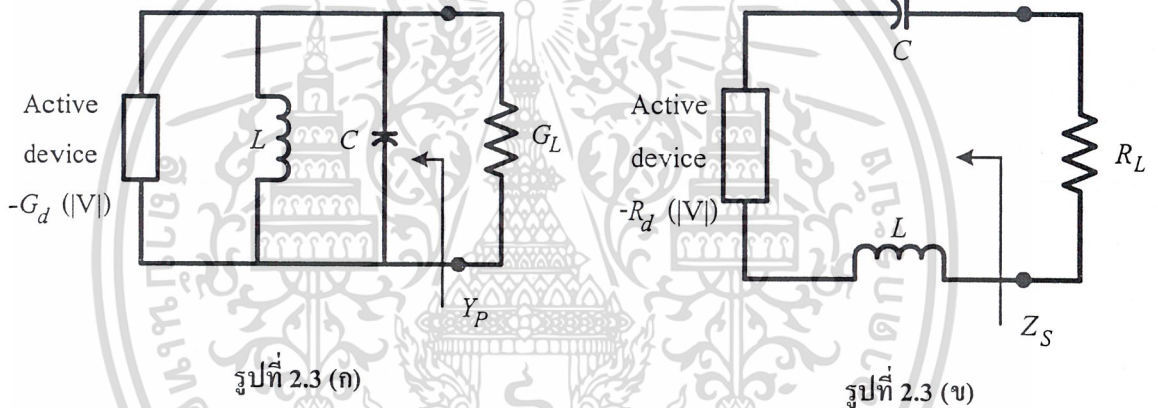 Active
device
-G_d (|V|)
L
C
G_L
Y_P
รูปที่ 2.3 (ก)
C
Active
device
-R_d (|V|)
R_L
L
Z_S
รูปที่ 2.3 (ข)